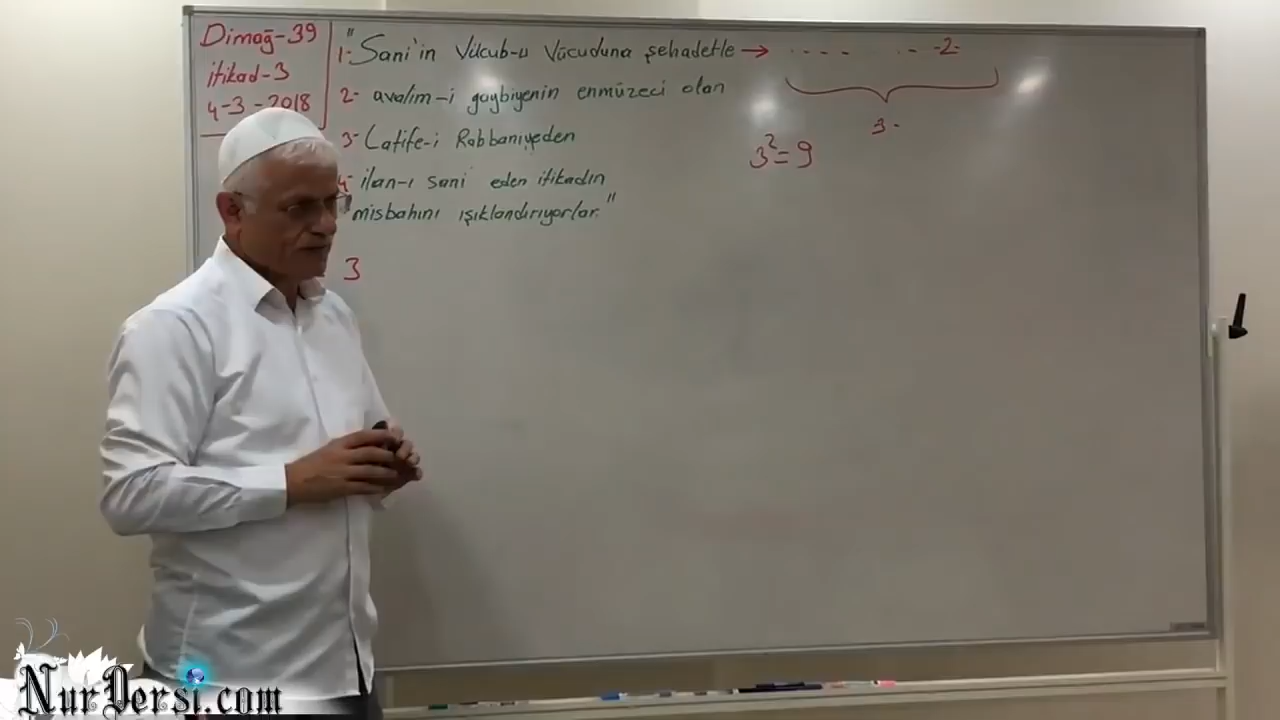 Dimağ-39
itikad-3
4-3-2018
1- "Sani'in Vücub-u Vücuduna şehadetle → .... .. -2-
2- avalim-i gaybiyenin enmüzeci olan
3-
3- Latife-i Rabbaniyeden
3²=9
4- ilan-ı sani eden itikadın
misbahını ışıklandırıyorlar."
3
NurDersi.com